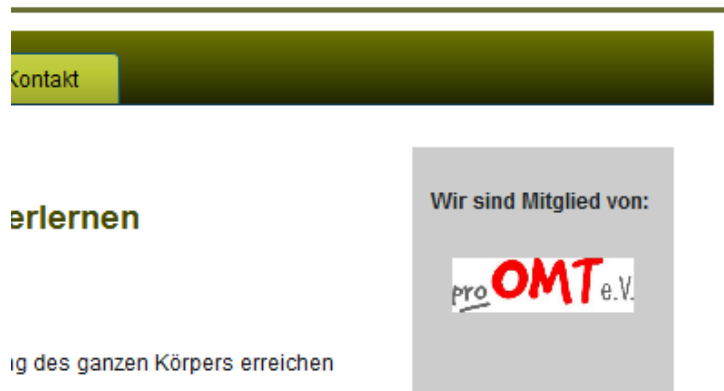 Kontakt
erlernen
Wir sind Mitglied von:
pro OMT e.V.
des ganzen Körpers erreichen